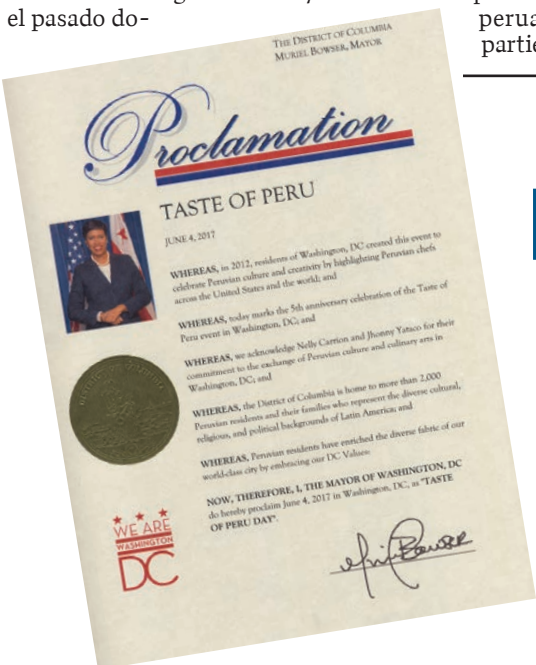 el pasado do-
perua
partie
THE DISTRICT OF COLUMBIA
MURIEL BOWSER, MAYOR
Proclamation
TASTE OF PERU
JUNE 4, 2017
WHEREAS, in 2012, residents of Washington, DC created this event to
celebrate Peruvian culture and creativity by highlighting Peruvian chefs
across the United States and the world; and
WHEREAS, today marks the 5th anniversary celebration of the Taste of
Peru event in Washington, DC; and
WHEREAS, we acknowledge Nelly Carrion and Jhonny Yataco for their
commitment to the exchange of Peruvian culture and culinary arts in
Washington, DC; and
WHEREAS, the District of Columbia is home to more than 2,000
Peruvian residents and their families who represent the diverse cultural,
religious, and political backgrounds of Latin America; and
WHEREAS, Peruvian residents have enriched the diverse fabric of our
world-class city by embracing our DC Values:
NOW, THEREFORE, I, THE MAYOR OF WASHINGTON, DC
do hereby proclaim June 4, 2017 in Washington, DC, as "TASTE
OF PERU DAY".
WE ARE
WASHINGTON
DC
Muriel Bowser